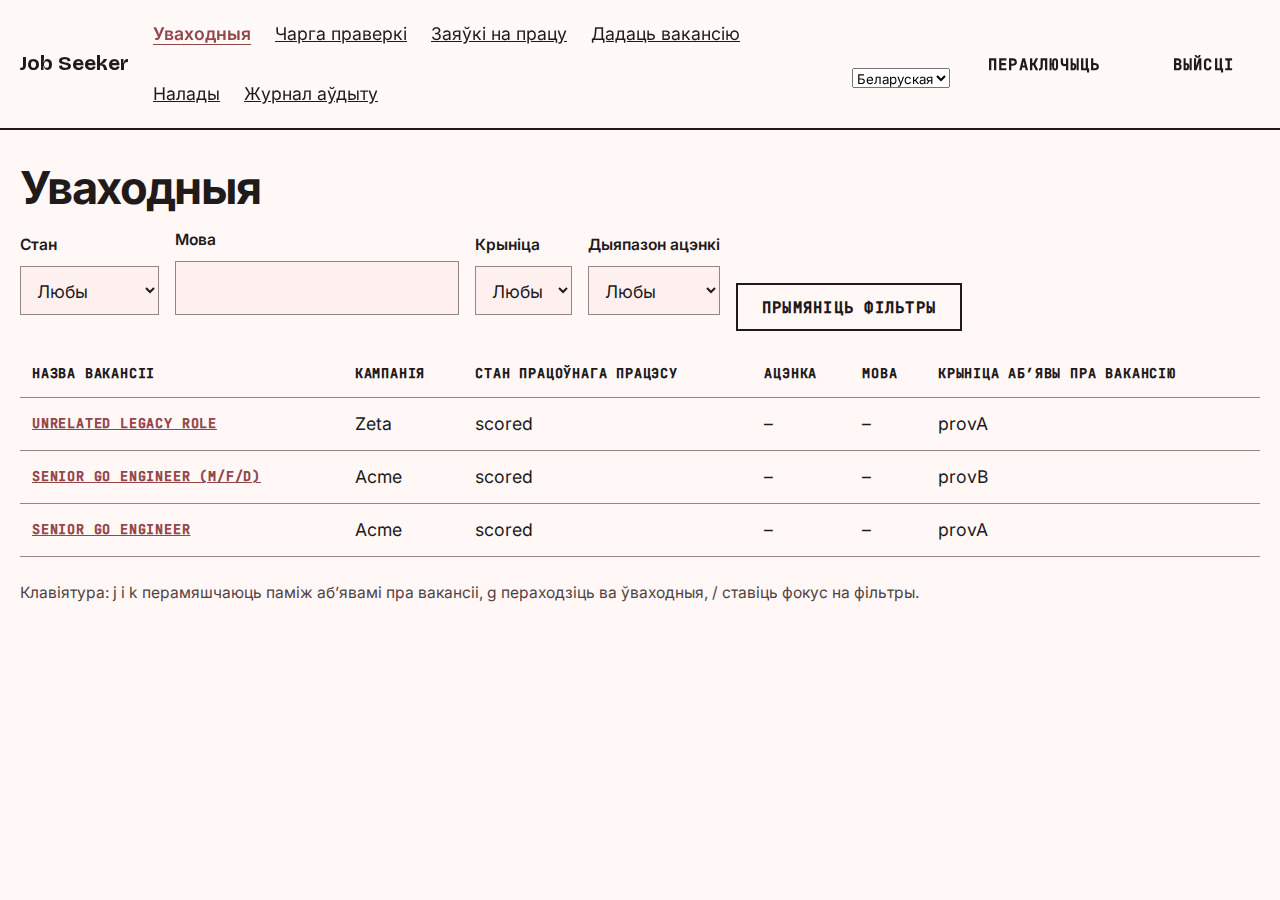 Job Seeker
Уваходныя Чарга праверкі Заяўкі на працу Дадаць вакансію
Налады Журнал аўдыту
Беларуская
ПЕРАКЛЮЧЫЦЬ
ВЫЙСЦІ
Уваходныя
Стан Мова Крыніца Дыяпазон ацэнкі
Любы Любы Любы ПРЫМЯНІЦЬ ФІЛЬТРЫ
НАЗВА ВАКАНСІІ КАМПАНІЯ СТАН ПРАЦОЎНАГА ПРАЦЭСУ АЦЭНКА МОВА КРЫНІЦА АБ’ЯВЫ ПРА ВАКАНСІЮ
UNRELATED LEGACY ROLE Zeta scored – – provA
SENIOR GO ENGINEER (M/F/D) Acme scored – – provB
SENIOR GO ENGINEER Acme scored – – provA
Клавіятура: j і k перамяшчаюць паміж аб’явамі пра вакансіі, g пераходзіць ва ўваходныя, / ставіць фокус на фільтры.